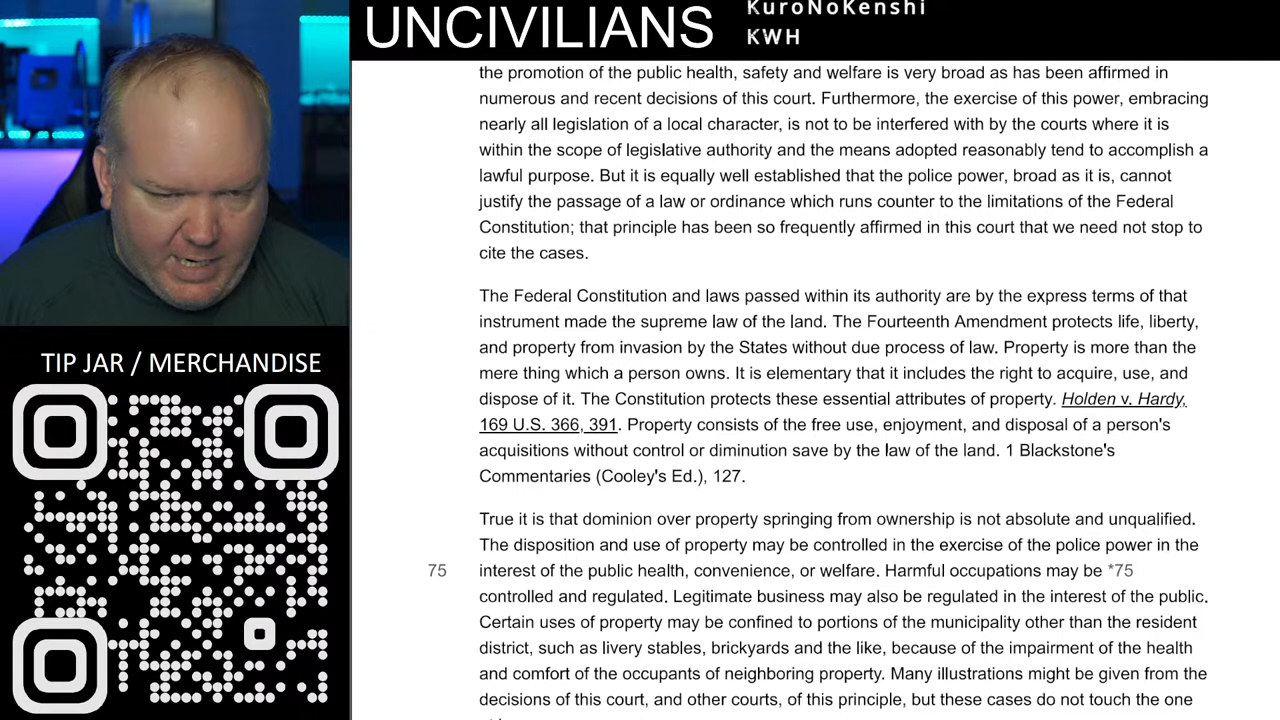 UNCIVILIANS
KuroNoKenshi
KWH
the promotion of the public health, safety and welfare is very broad as has been affirmed in
numerous and recent decisions of this court. Furthermore, the exercise of this power, embracing
nearly all legislation of a local character, is not to be interfered with by the courts where it is
within the scope of legislative authority and the means adopted reasonably tend to accomplish a
lawful purpose. But it is equally well established that the police power, broad as it is, cannot
justify the passage of a law or ordinance which runs counter to the limitations of the Federal
Constitution; that principle has been so frequently affirmed in this court that we need not stop to
cite the cases.
The Federal Constitution and laws passed within its authority are by the express terms of that
instrument made the supreme law of the land. The Fourteenth Amendment protects life, liberty,
and property from invasion by the States without due process of law. Property is more than the
mere thing which a person owns. It is elementary that it includes the right to acquire, use, and
dispose of it. The Constitution protects these essential attributes of property. Holden v. Hardy,
169 U.S. 366, 391. Property consists of the free use, enjoyment, and disposal of a person's
acquisitions without control or diminution save by the law of the land. 1 Blackstone's
Commentaries (Cooley's Ed.), 127.
True it is that dominion over property springing from ownership is not absolute and unqualified.
The disposition and use of property may be controlled in the exercise of the police power in the
75 interest of the public health, convenience, or welfare. Harmful occupations may be *75
controlled and regulated. Legitimate business may also be regulated in the interest of the public.
Certain uses of property may be confined to portions of the municipality other than the resident
district, such as livery stables, brickyards and the like, because of the impairment of the health
and comfort of the occupants of neighboring property. Many illustrations might be given from the
decisions of this court, and other courts, of this principle, but these cases do not touch the one
TIP JAR / MERCHANDISE